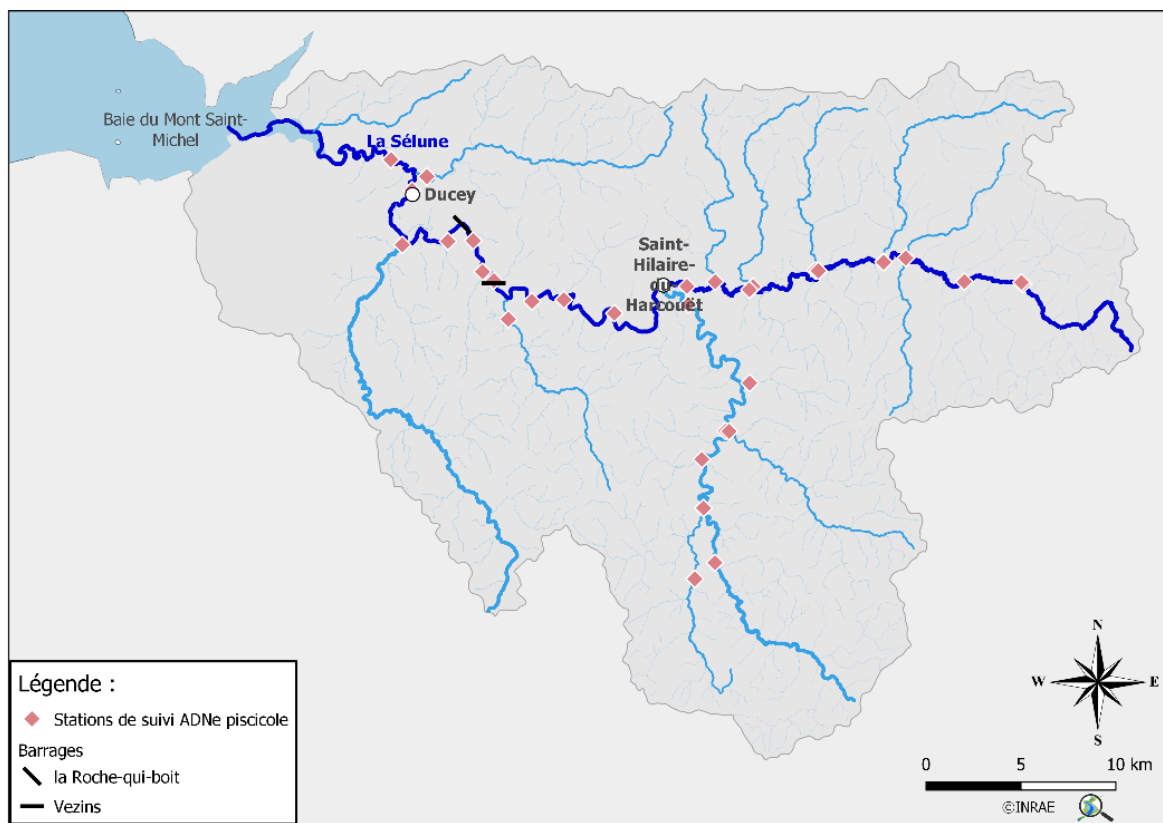 Baie du Mont Saint-
Michel
La Sélune
Ducey
Saint-
Hilaire-
du-
Harcouët
Légende :
Stations de suivi ADNe piscicole
Barrages
la Roche-qui-boit
Vezins
N
W
E
S
0 5 10 km
©INRAE